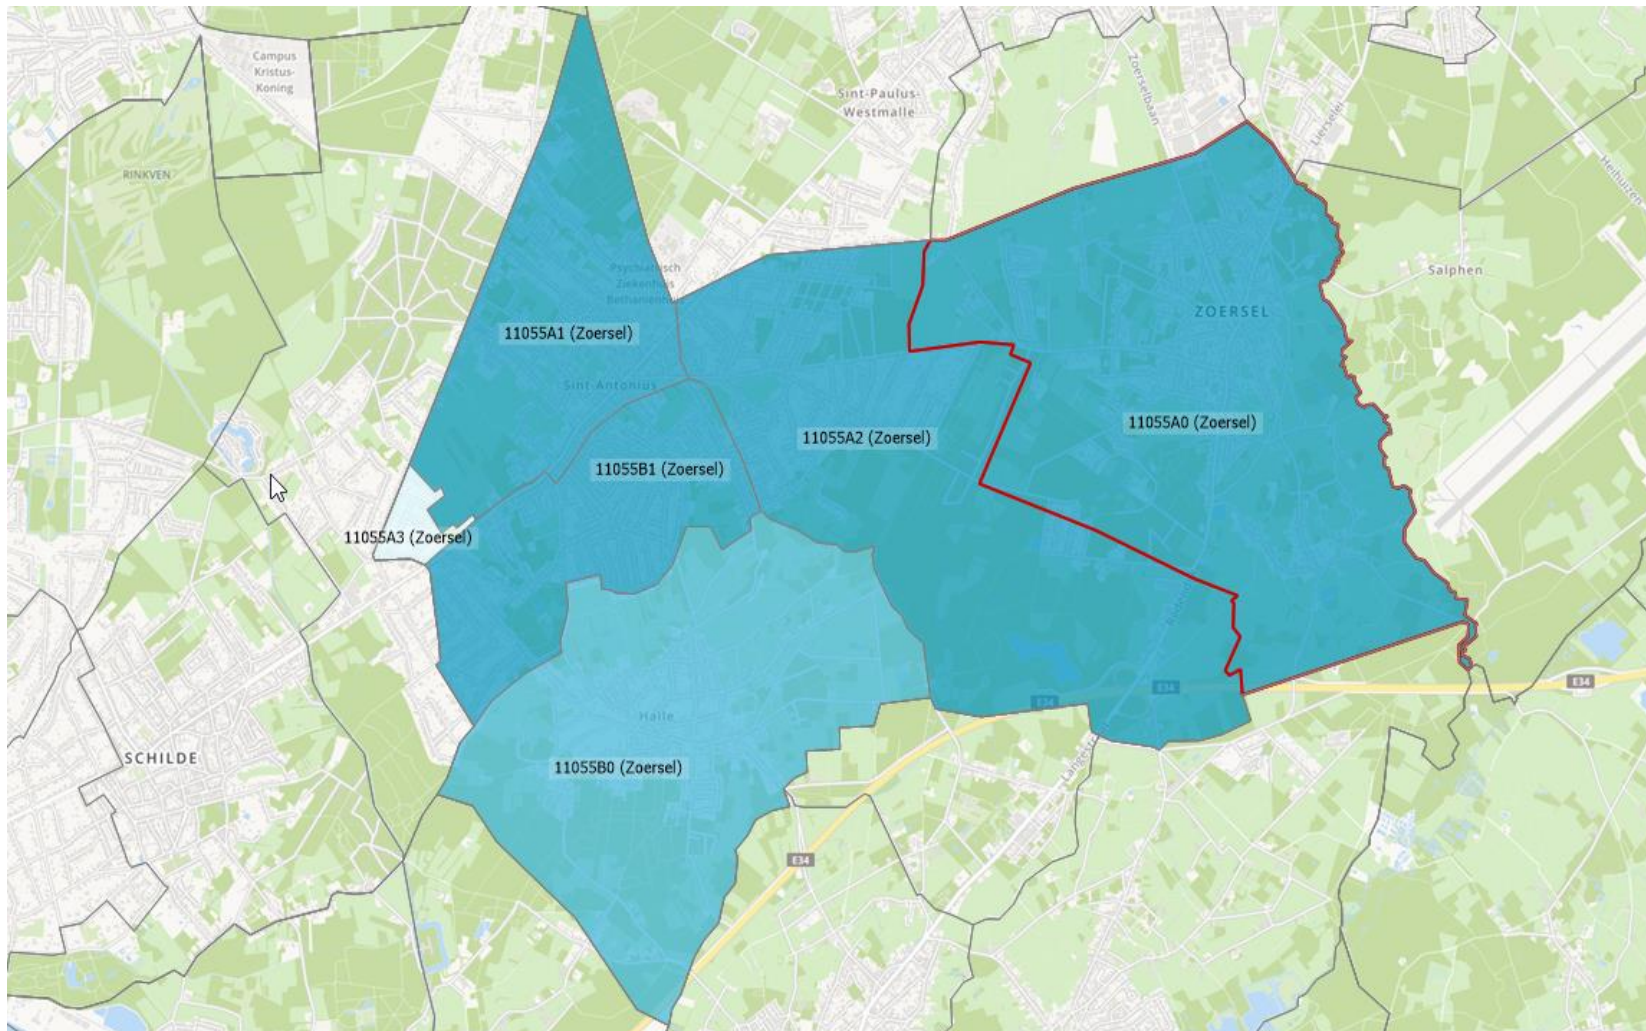 Campus
Kristus-
Koning
Zoerselbaan
Sint-Paulus-
Westmalle
Lierselei
RINKVEN
Heihuizen
Psychiatrisch
Ziekenhuis
Salphen
ZOERSEL
11055A1 (Zoersel)
Sint-Antonius
11055A2 (Zoersel)
11055A0 (Zoersel)
11055B1 (Zoersel)
11055A3 (Zoersel)
E34
E34
E34
Halle
SCHILDE
11055B0 (Zoersel)
E34